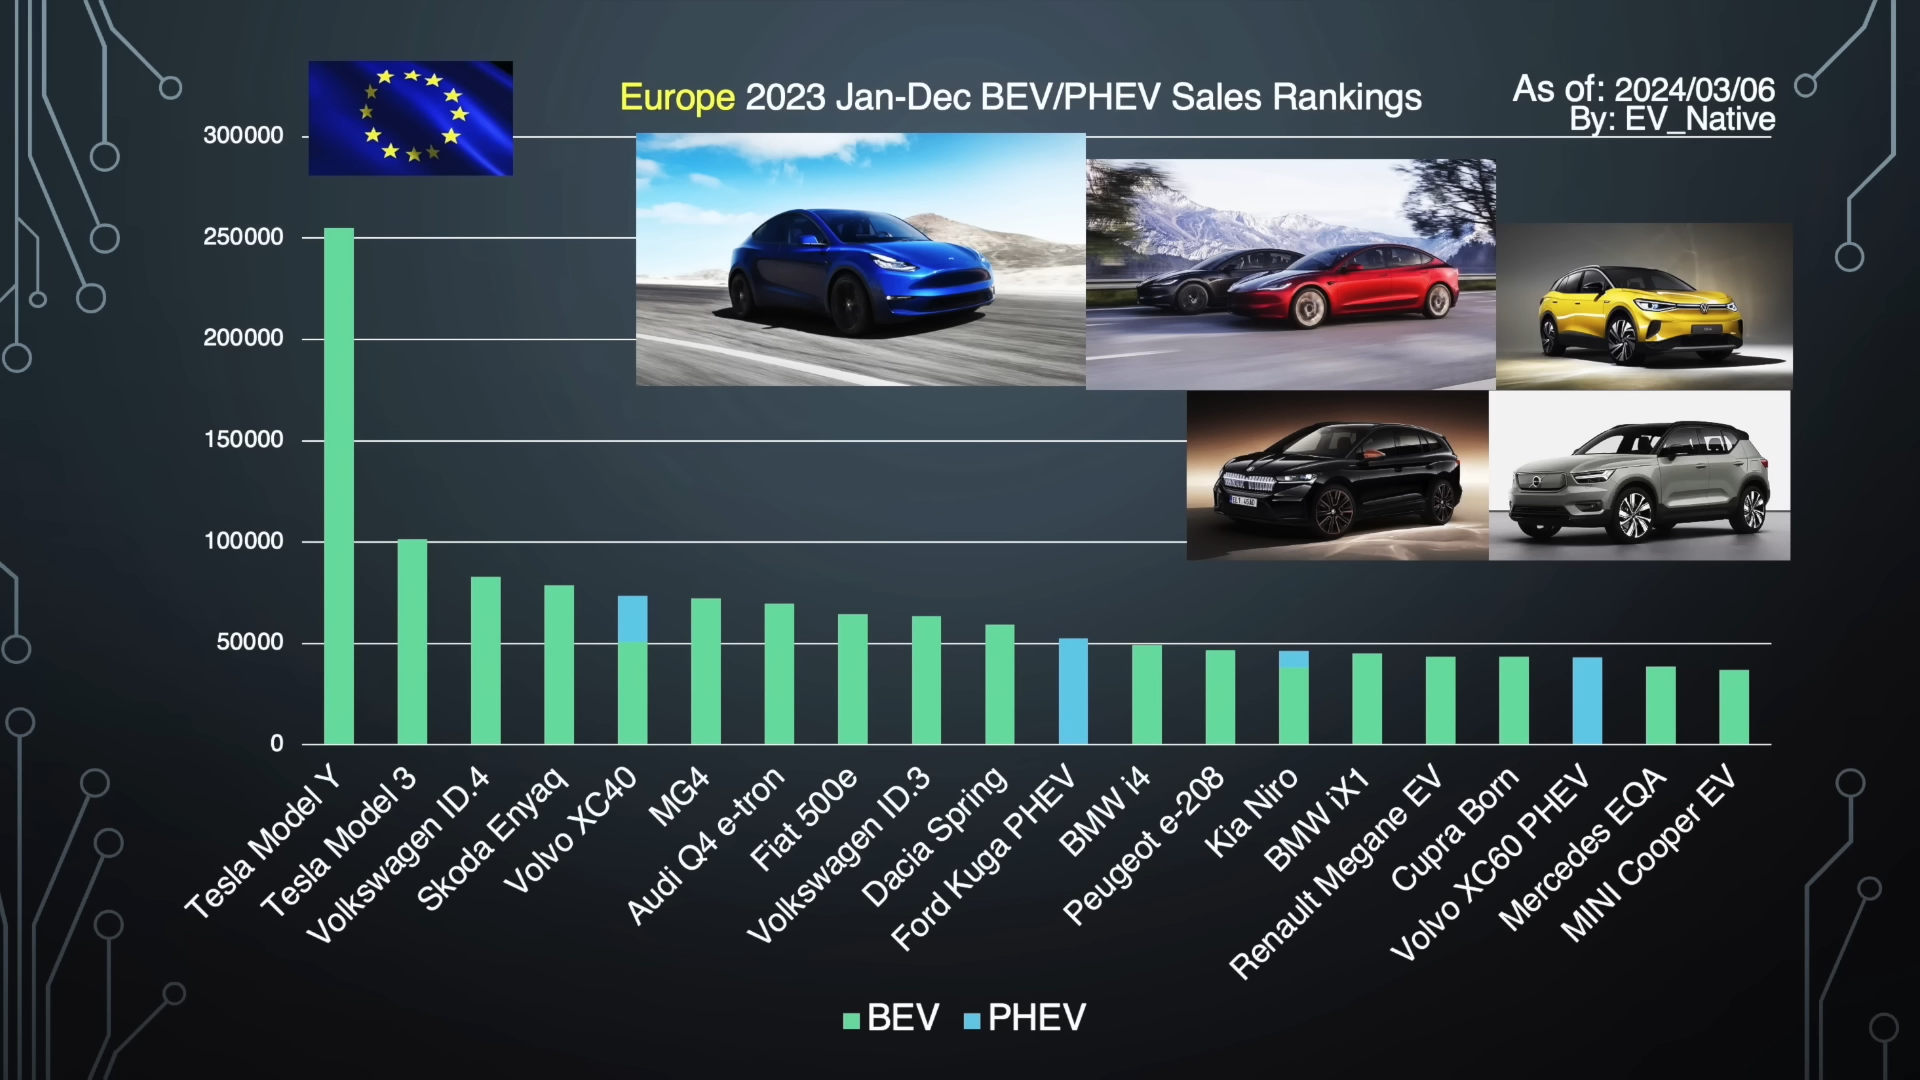 Europe 2023 Jan-Dec BEV/PHEV Sales Rankings
As of: 2024/03/06
By: EV_Native
300000
250000
200000
150000
100000
50000
0
Tesla Model Y
Tesla Model 3
Volkswagen ID.4
Skoda Enyaq
Volvo XC40
MG4
Audi Q4 e-tron
Fiat 500e
Volkswagen ID.3
Dacia Spring
Ford Kuga PHEV
BMW i4
Peugeot e-208
Kia Niro
BMW iX1
Renault Megane EV
Cupra Born
Volvo XC60 PHEV
Mercedes EQA
MINI Cooper EV
BEV
PHEV